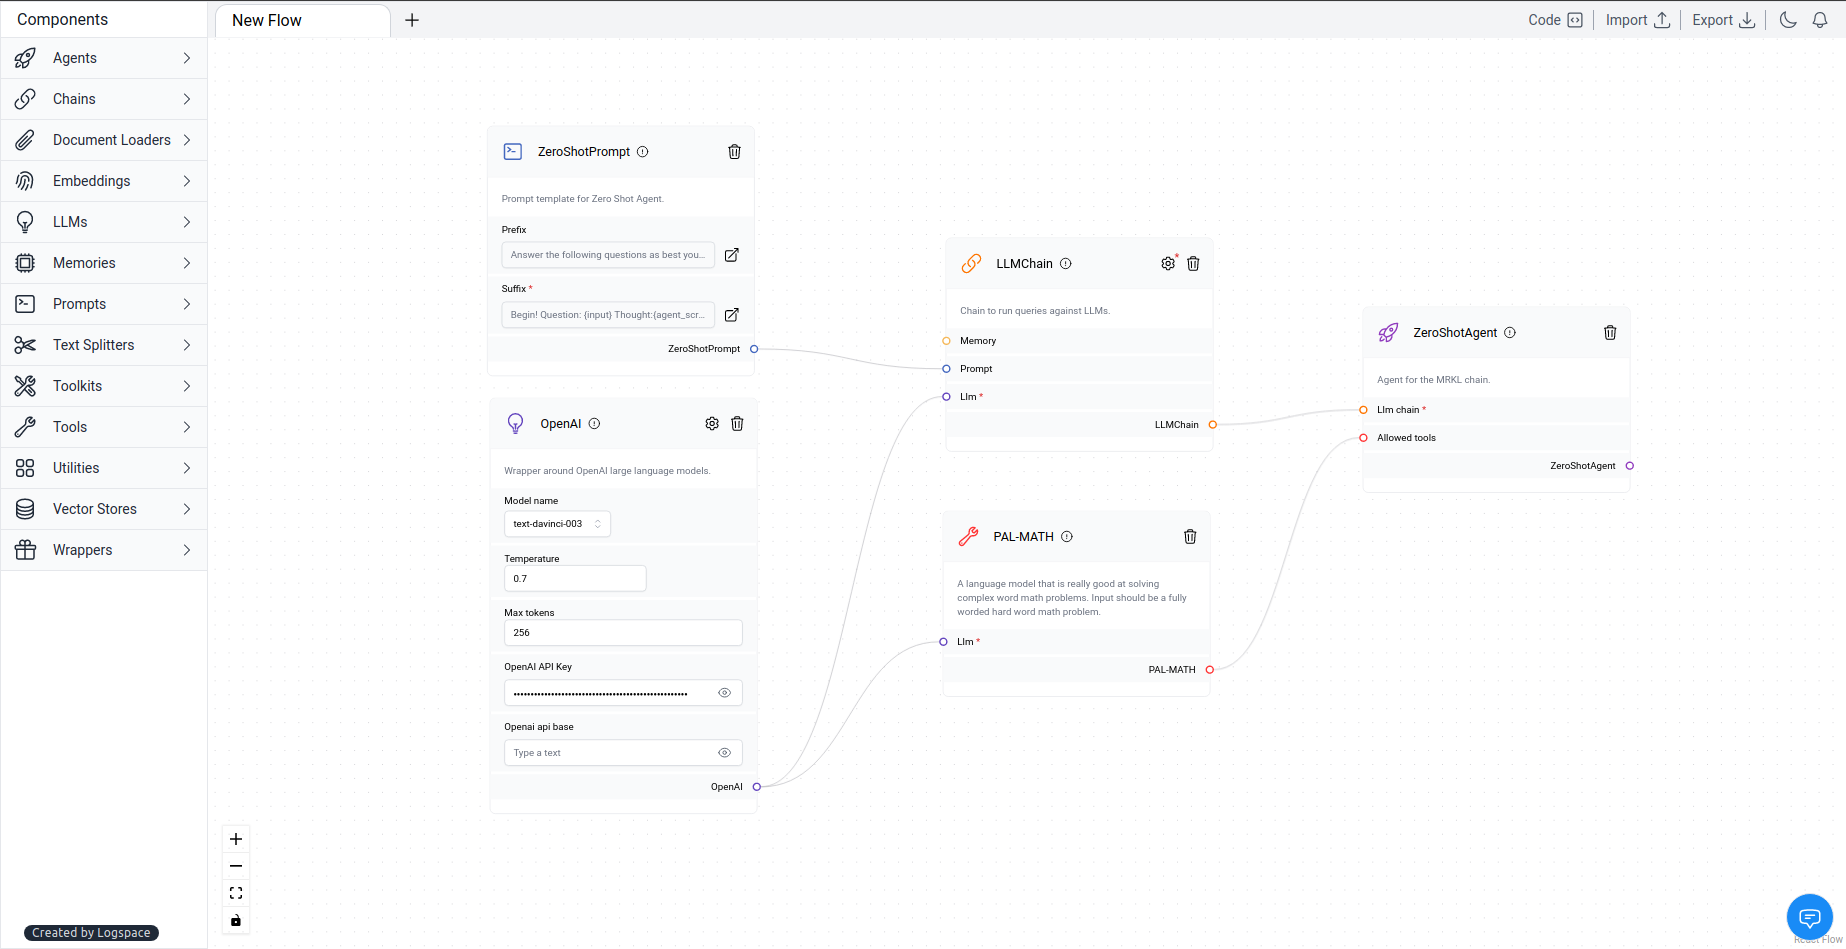 Components
New Flow
Code
Import
Export
Agents
Chains
Document Loaders
Embeddings
LLMs
Memories
Prompts
Text Splitters
Toolkits
Tools
Utilities
Vector Stores
Wrappers
Created by Logspace
ZeroShotPrompt
Prompt template for Zero Shot Agent.
Prefix
Answer the following questions as best you...
Suffix *
Begin! Question: {input} Thought:{agent_scr...
ZeroShotPrompt
OpenAI
Wrapper around OpenAI large language models.
Model name
text-davinci-003
Temperature
0.7
Max tokens
256
OpenAI API Key
Openai api base
Type a text
OpenAI
LLMChain
Chain to run queries against LLMs.
Memory
Prompt
Llm *
LLMChain
PAL-MATH
A language model that is really good at solving
complex word math problems. Input should be a fully
worded hard word math problem.
Llm *
PAL-MATH
ZeroShotAgent
Agent for the MRKL chain.
Llm chain *
Allowed tools
ZeroShotAgent
React Flow